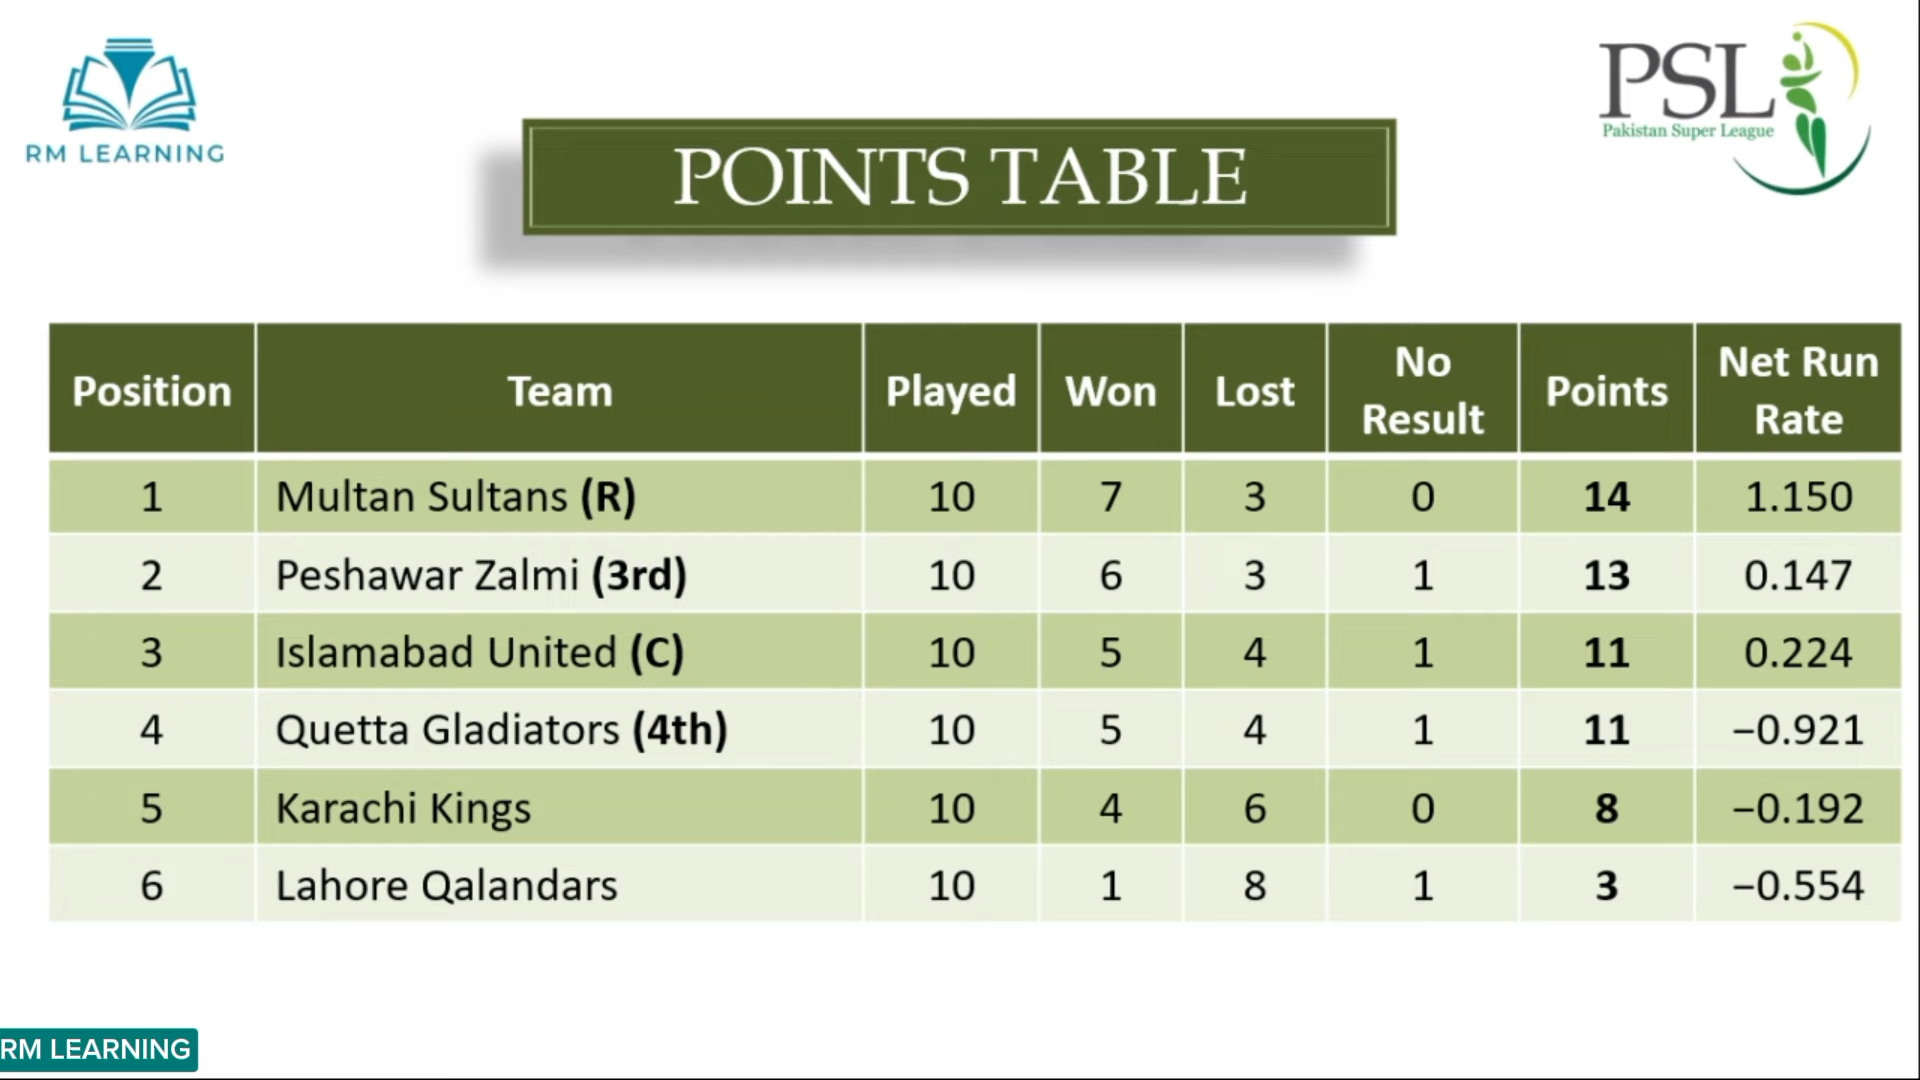 RM LEARNING
PSL
Pakistan Super League
POINTS TABLE
Position Team Played Won Lost No Result Points Net Run Rate
1 Multan Sultans (R) 10 7 3 0 14 1.150
2 Peshawar Zalmi (3rd) 10 6 3 1 13 0.147
3 Islamabad United (C) 10 5 4 1 11 0.224
4 Quetta Gladiators (4th) 10 5 4 1 11 −0.921
5 Karachi Kings 10 4 6 0 8 −0.192
6 Lahore Qalandars 10 1 8 1 3 −0.554
RM LEARNING